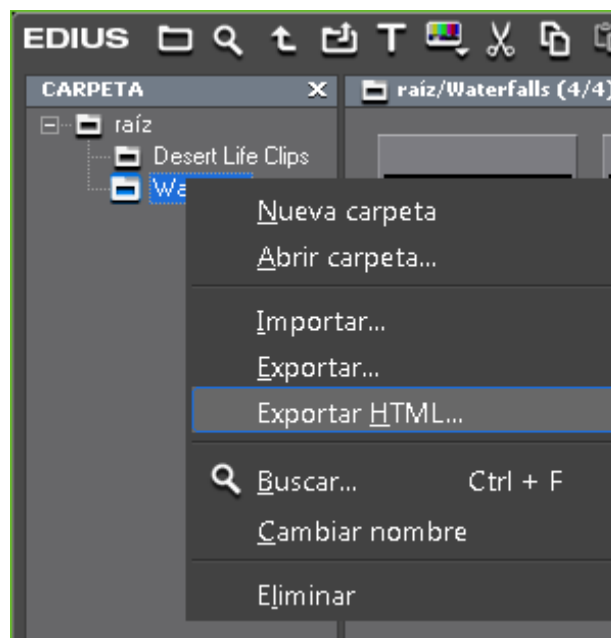 EDIUS
CARPETA
raíz/Waterfalls (4/4)
raíz
Desert Life Clips
Nueva carpeta
Abrir carpeta...
Importar...
Exportar...
Exportar HTML...
Buscar... Ctrl + F
Cambiar nombre
Eliminar